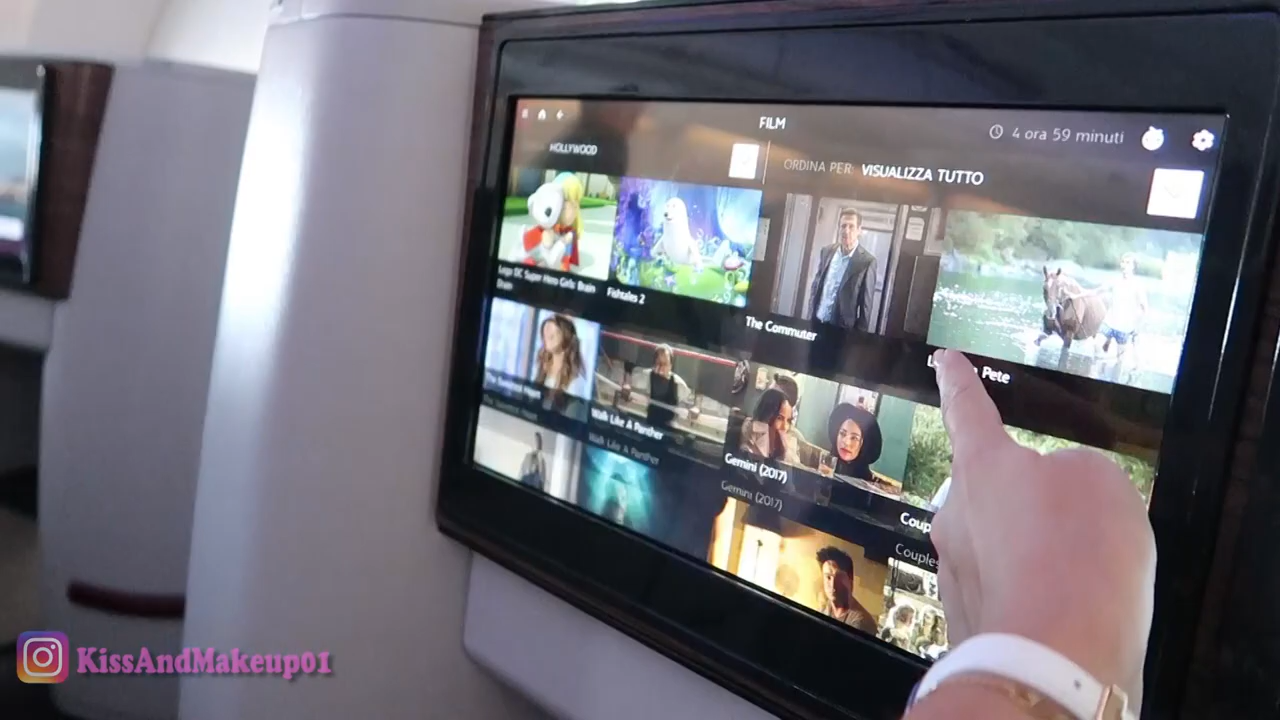 FILM
4 ora 59 minuti
HOLLYWOOD
ORDINA PER: VISUALIZZA TUTTO
Lego DC Super Hero Girls: Brain
Drain
Fishtales 2
The Commuter
Pete
The Sweetest Heart
The Sweetest Heart
Walk Like A Panther
Walk Like A Panther
Gemini (2017)
Gemini (2017)
Coup
Couples
KissAndMakeup01